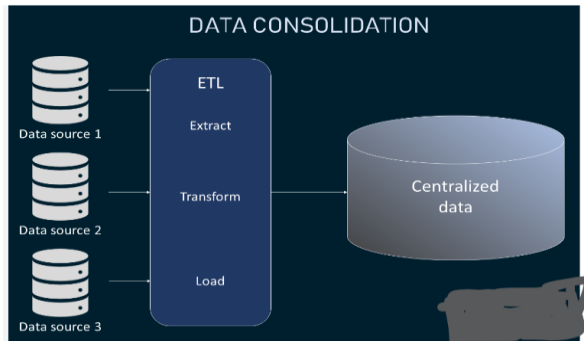 DATA CONSOLIDATION
ETL
Extract
Transform
Load
Data source 1
Data source 2
Data source 3
Centralized
data